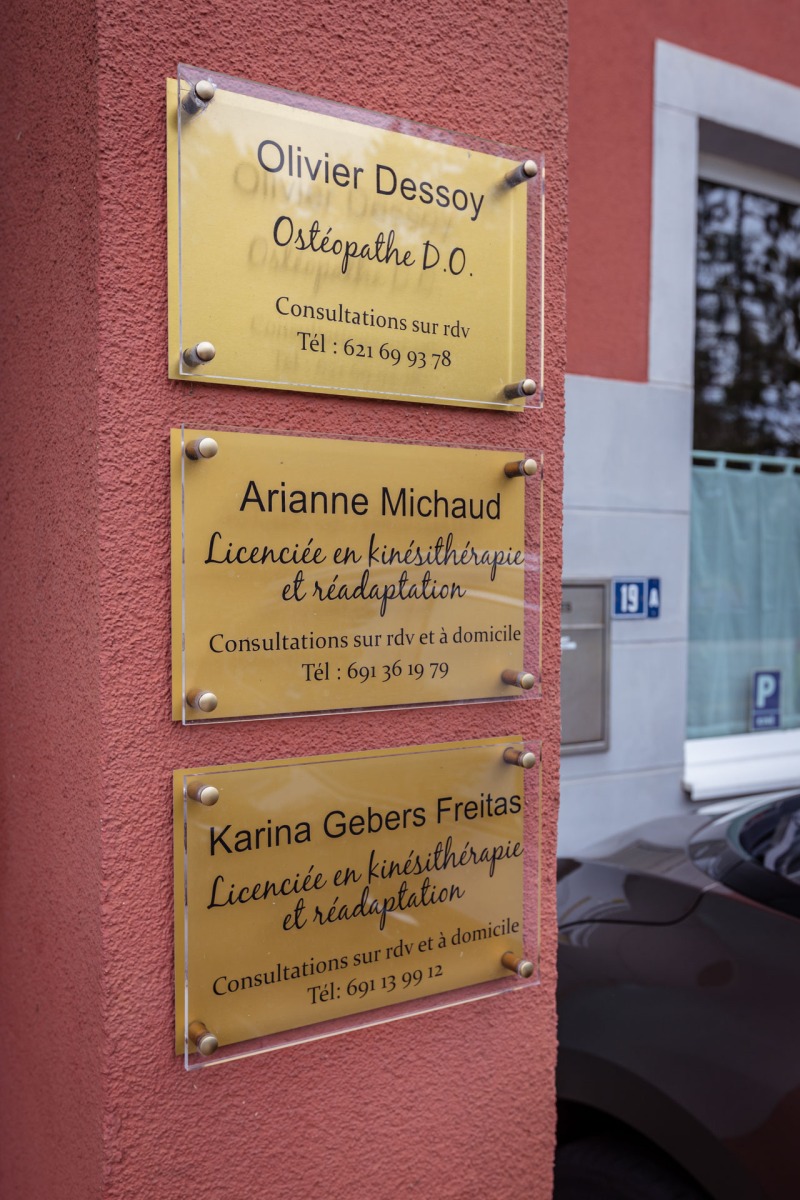 Olivier Dessoy
Ostéopathe D.O.
Consultations sur rdv
Tél : 621 69 93 78
Arianne Michaud
Licenciée en kinésithérapie
et réadaptation
Consultations sur rdv et à domicile
Tél : 691 36 19 79
Karina Gebers Freitas
Licenciée en kinésithérapie
et réadaptation
Consultations sur rdv et à domicile
Tél: 691 13 99 12
19 A
P